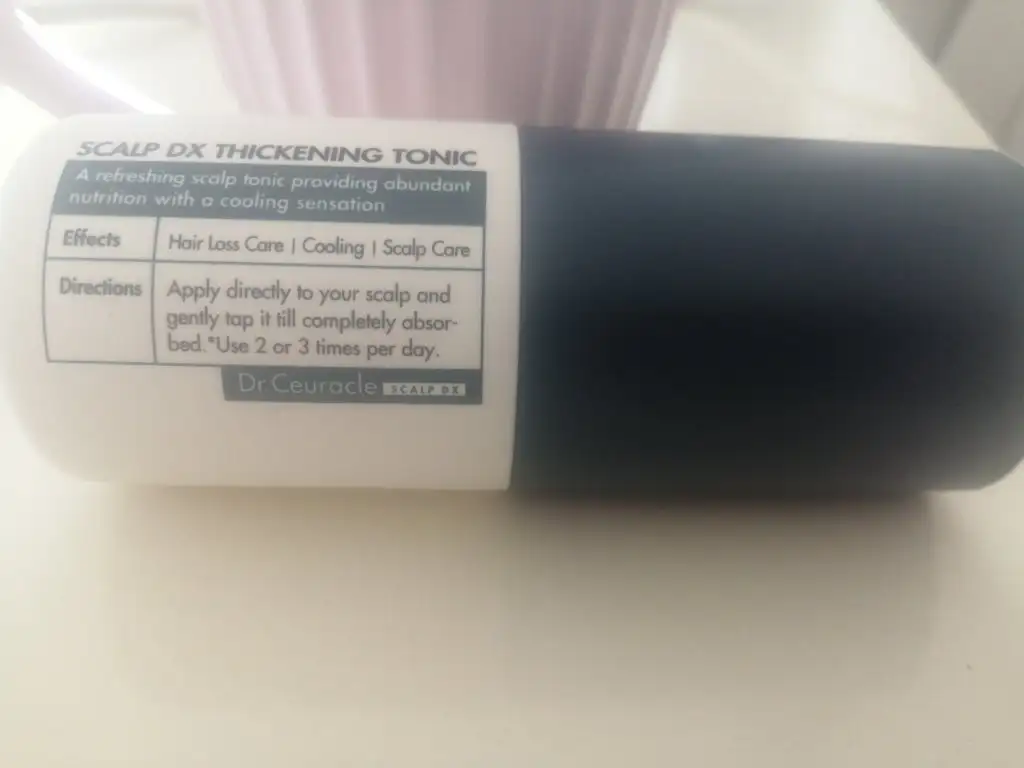 SCALP DX THICKENING TONIC
A refreshing scalp tonic providing abundant
nutrition with a cooling sensation
Effects
Hair Loss Care | Cooling | Scalp Care
Directions
Apply directly to your scalp and
gently tap it till completely absor-
bed.*Use 2 or 3 times per day.
Dr.Ceuracle SCALP DX